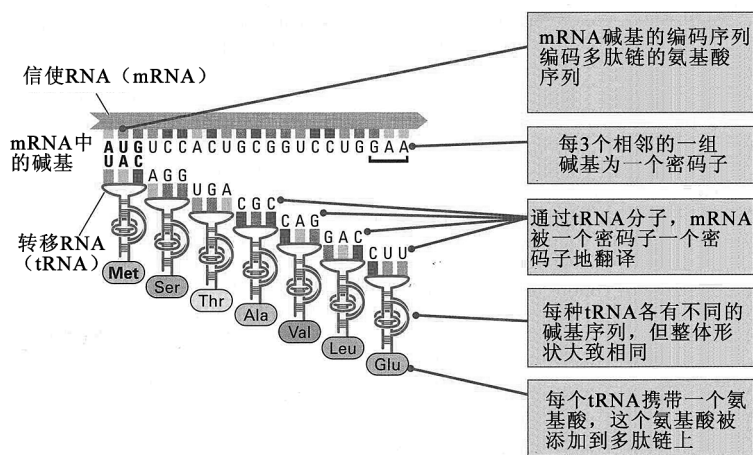 mRNA碱基的编码序列
编码多肽链的氨基酸
序列
信使RNA（mRNA）
mRNA中
的碱基
AUGUCCACUGCGGUCCUGGAA
UAC
AGG
UGA
CGC
CAG
GAC
CUU
每3个相邻的一组
碱基为一个密码子
转移RNA
（tRNA）
通过tRNA分子，mRNA
被一个密码子一个密
码子地翻译
Met
Ser
Thr
Ala
Val
Leu
Glu
每种tRNA各有不同的
碱基序列，但整体形
状大致相同
每个tRNA携带一个氨
基酸，这个氨基酸被
添加到多肽链上